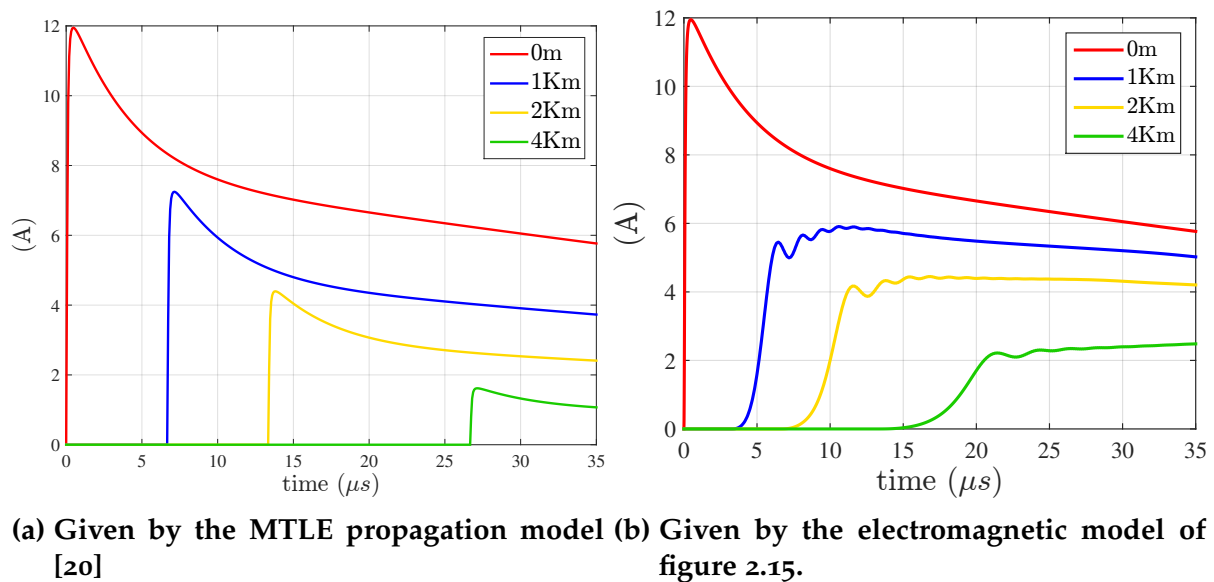 12
10
8
6
4
2
0
(A)
0 5 10 15 20 25 30 35
time (μs)
0m
1Km
2Km
4Km
12
10
8
6
4
2
0
(A)
0 5 10 15 20 25 30 35
time (μs)
0m
1Km
2Km
4Km
(a) Given by the MTLE propagation model
[20]
(b) Given by the electromagnetic model of
figure 2.15.